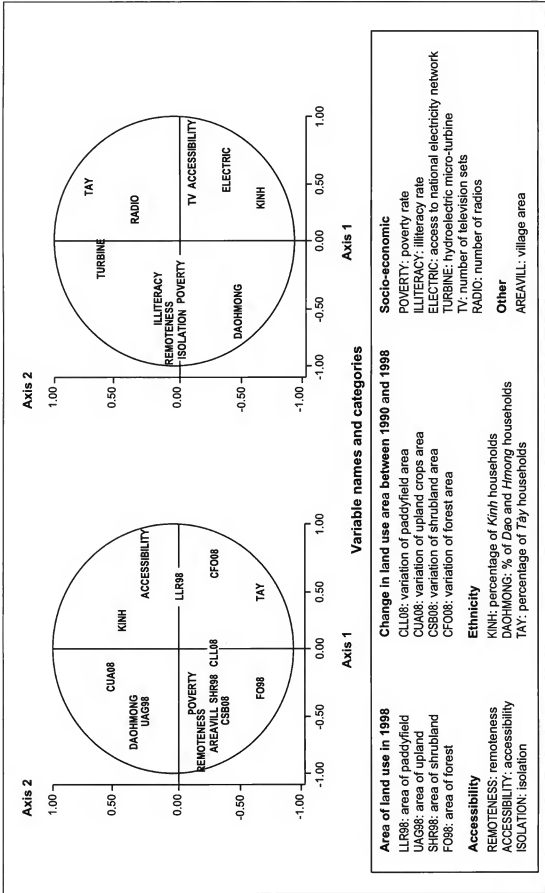 Axis 2
1.00
0.50
0.00
-0.50
-1.00
CUA08
DAOHMONG
UAG98
KINH
ACCESSIBILITY
LLR98
POVERTY
REMOTENESS
AREAVILL SHR98
CSB08
CLL08
FO98
CFO08
TAY
-1.00 -0.50 0.00 0.50 1.00
Axis 1
Axis 2
1.00
0.50
0.00
-0.50
-1.00
TAY
TURBINE
RADIO
ILLITERACY
REMOTENESS
ISOLATION POVERTY
TV ACCESSIBILITY
ELECTRIC
DAOHMONG
KINH
-1.00 -0.50 0.00 0.50 1.00
Axis 1
Variable names and categories
Area of land use in 1998
LLR98: area of paddyfield
UAG98: area of upland
SHR98: area of shrubland
FO98: area of forest
Accessibility
REMOTENESS: remoteness
ACCESSIBILITY: accessibility
ISOLATION: isolation
Change in land use area between 1990 and 1998
CLL08: variation of paddyfield area
CUA08: variation of upland crops area
CSB08: variation of shrubland area
CFO08: variation of forest area
Ethnicity
KINH: percentage of Kinh households
DAOHMONG: % of Dao and Hmong households
TAY: percentage of Tày households
Socio-economic
POVERTY: poverty rate
ILLITERACY: illiteracy rate
ELECTRIC: access to national electricity network
TURBINE: hydroelectric micro-turbine
TV: number of television sets
RADIO: number of radios
Other
AREAVILL: village area